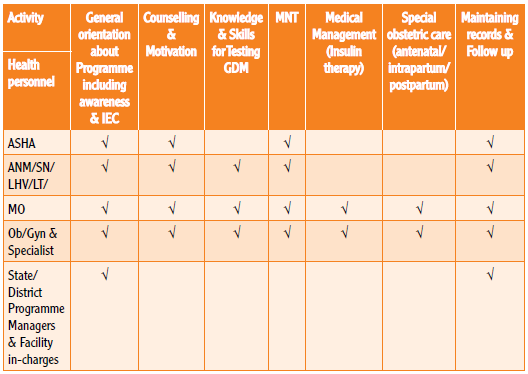 Activity
General orientation about Programme including awareness & IEC
Counselling & Motivation
Knowledge & Skills for Testing GDM
MNT
Medical Management (Insulin therapy)
Special obstetric care (antenatal/ intrapartum/ postpartum)
Maintaining records & Follow up
Health personnel
ASHA √ √ √ √
ANM/SN/ LHV/LT/ √ √ √ √ √
MO √ √ √ √ √ √ √
Ob/Gyn & Specialist √ √ √ √ √ √ √
State/ District Programme Managers & Facility in-charges √ √